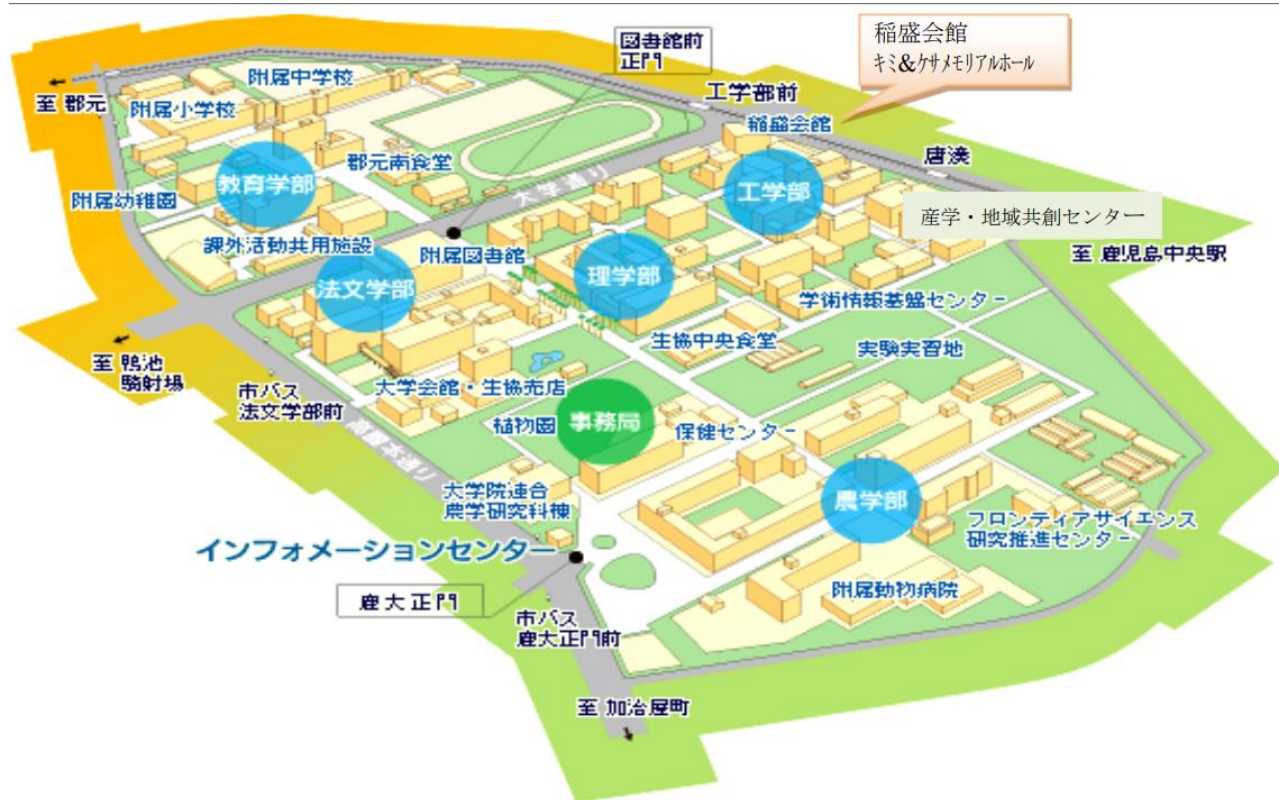 稲盛会館
キミ&ケサメモリアルホール
図書館前
正門
附属中学校
至 郡元
附属小学校
工学部前
稲盛会館
郡元南食堂
唐湊
教育学部
大学通り
工学部
附属幼稚園
産学・地域共創センター
課外活動共用施設
附属図書館
至 鹿児島中央駅
法文学部
理学部
学術情報基盤センター
生協中央食堂
実験実習地
至 鴨池
騎射場
市バス
法文学部前
大学会館・生協売店
植物園
事務局
保健センター
高麗本通り
大学院連合
農学研究科棟
農学部
フロンティアサイエンス
研究推進センター
インフォメーションセンター
鹿大正門
附属動物病院
市バス
鹿大正門前
至 加治屋町